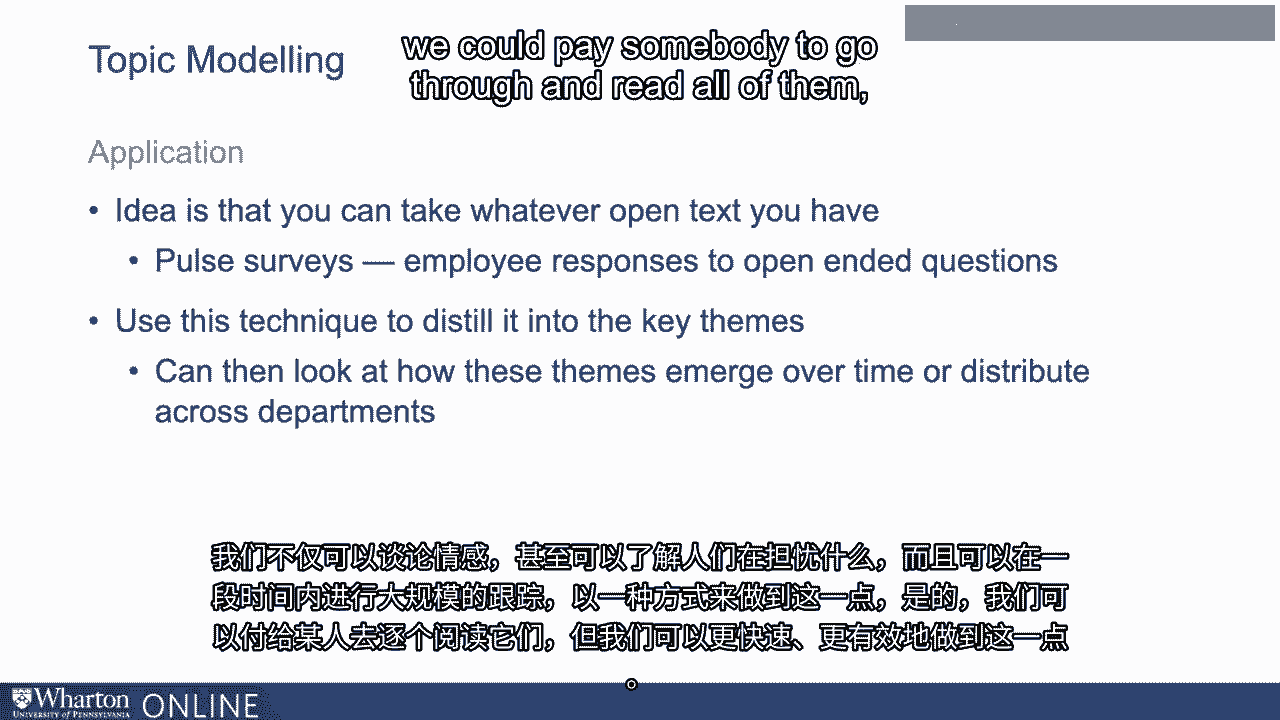 Topic Modelling
we could pay somebody to go
through and read all of them,
Application
• Idea is that you can take whatever open text you have
• Pulse surveys — employee responses to open ended questions
• Use this technique to distill it into the key themes
• Can then look at how these themes emerge over time or distribute
across departments
我们不仅可以谈论情感，甚至可以了解人们在担忧什么，而且可以在一
段时间内进行大规模的跟踪，以一种方式来做到这一点，是的，我们可
以付给某人去逐个阅读它们，但我们可以更快速、更有效地做到这一点
Wharton ONLINE
UNIVERSITY of PENNSYLVANIA